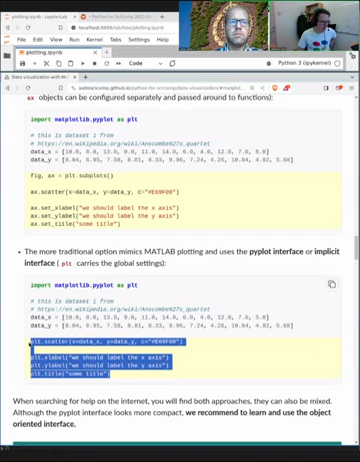 plotting.ipynb - JupyterLab
Python for SciComp 2022
localhost:8888/lab/tree/plotting.ipynb
File Edit View Run Kernel Tabs Settings Help
plotting.ipynb
Code
Python 3 (ipykernel)
Data visualization with Mat
aaltoscicomp.github.io/python-for-scicomp/data-visualization/#matplot
ax objects can be configured separately and passed around to functions):
import matplotlib.pyplot as plt
# this is dataset 1 from
# https://en.wikipedia.org/wiki/Anscombe%27s_quartet
data_x = [10.0, 8.0, 13.0, 9.0, 11.0, 14.0, 6.0, 4.0, 12.0, 7.0, 5.0]
data_y = [8.04, 6.95, 7.58, 8.81, 8.33, 9.96, 7.24, 4.26, 10.84, 4.82, 5.68]
fig, ax = plt.subplots()
ax.scatter(x=data_x, y=data_y, c="#E69F00")
ax.set_xlabel("we should label the x axis")
ax.set_ylabel("we should label the y axis")
ax.set_title("some title")
• The more traditional option mimics MATLAB plotting and uses the pyplot interface or implicit
interface ( plt carries the global settings):
import matplotlib.pyplot as plt
# this is dataset 1 from
# https://en.wikipedia.org/wiki/Anscombe%27s_quartet
data_x = [10.0, 8.0, 13.0, 9.0, 11.0, 14.0, 6.0, 4.0, 12.0, 7.0, 5.0]
data_y = [8.04, 6.95, 7.58, 8.81, 8.33, 9.96, 7.24, 4.26, 10.84, 4.82, 5.68]
plt.scatter(x=data_x, y=data_y, c="#E69F00")
plt.xlabel("we should label the x axis")
plt.ylabel("we should label the y axis")
plt.title("some title")
When searching for help on the internet, you will find both approaches, they can also be mixed.
Although the pyplot interface looks more compact, we recommend to learn and use the object
oriented interface.